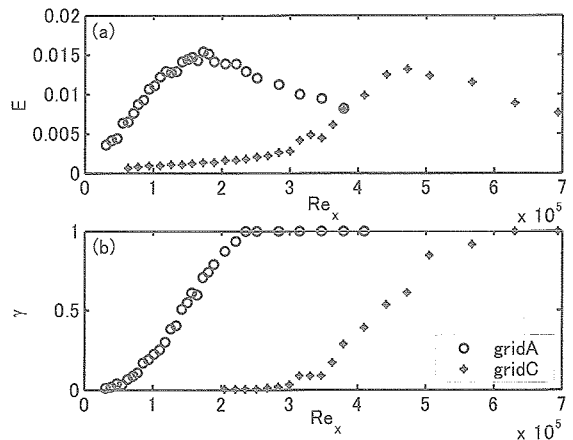 0.02
(a)
0.015
0.01
0.005
0
E
0 1 2 3 4 5 6 7
Re_x
x 10^5
1
(b)
0.5
0
γ
gridA
gridC
0 1 2 3 4 5 6 7
Re_x
x 10^5